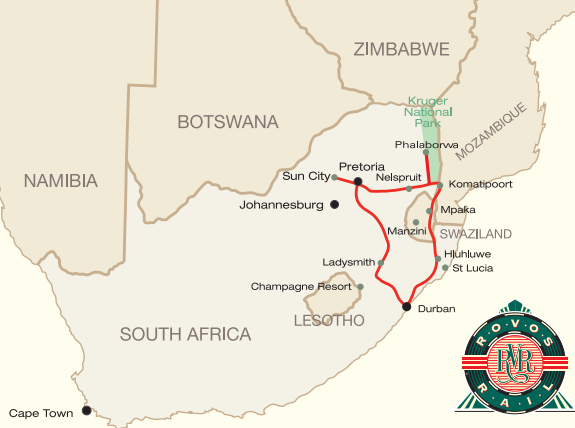 ZIMBABWE
Kruger
National
Park
BOTSWANA
MOZAMBIQUE
Phalaborwa
NAMIBIA
Sun City
Pretoria
Nelspruit
Komatipoort
Johannesburg
Mpaka
Manzini
SWAZILAND
Ladysmith
Hluhluwe
St Lucia
Champagne Resort
LESOTHO
Durban
SOUTH AFRICA
ROVOS
RVR
RAIL
Cape Town